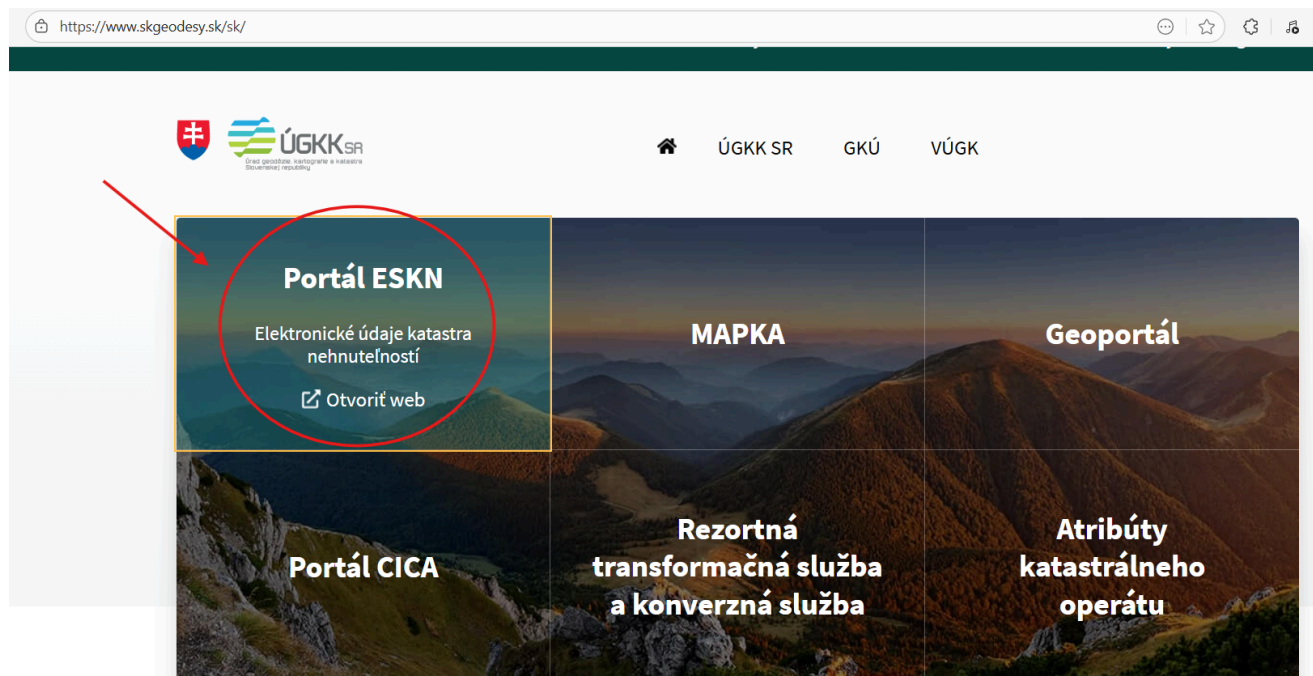 https://www.skgeodesy.sk/sk/
ÚGKK SR
Úrad geodézie, kartografie a katastra
Slovenskej republiky
ÚGKK SR
GKÚ
VÚGK
Portál ESKN
Elektronické údaje katastra
nehnuteľností
Otvoriť web
MAPKA
Geoportál
Portál CICA
Rezortná
transformačná služba
a konverzná služba
Atribúty
katastrálneho
operátu